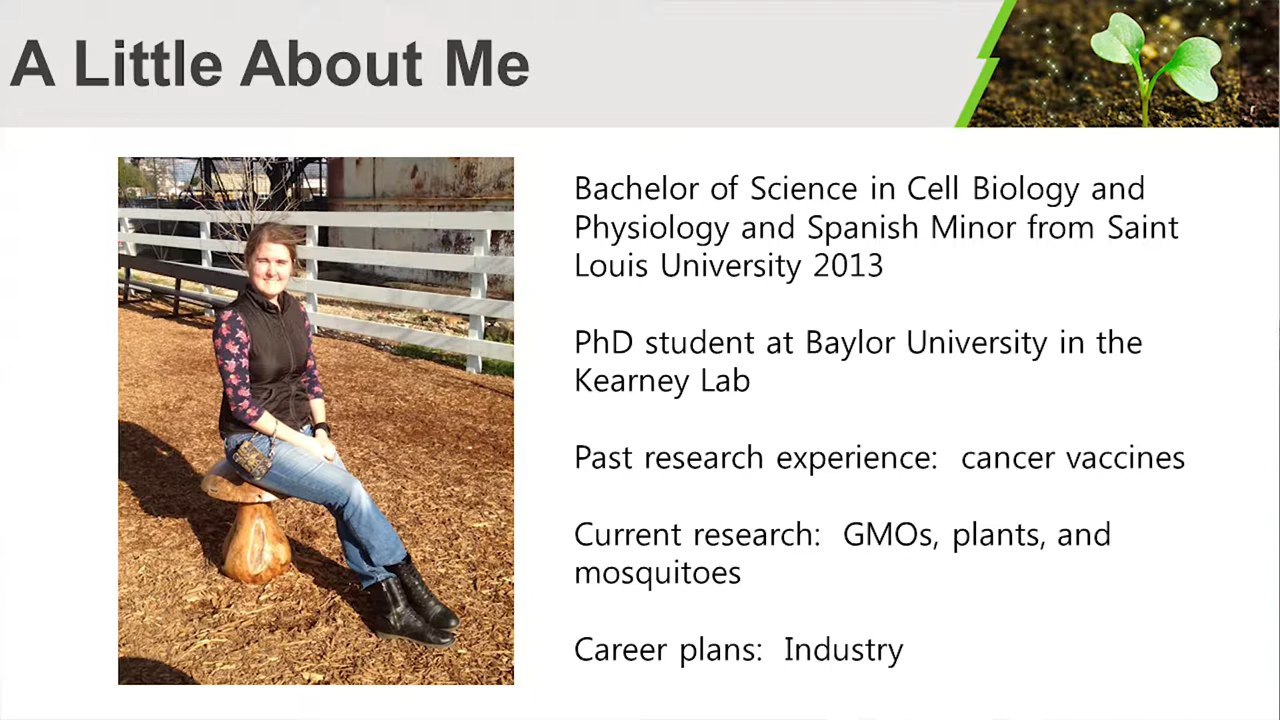 A Little About Me
Bachelor of Science in Cell Biology and
Physiology and Spanish Minor from Saint
Louis University 2013
PhD student at Baylor University in the
Kearney Lab
Past research experience:  cancer vaccines
Current research:  GMOs, plants, and
mosquitoes
Career plans:  Industry